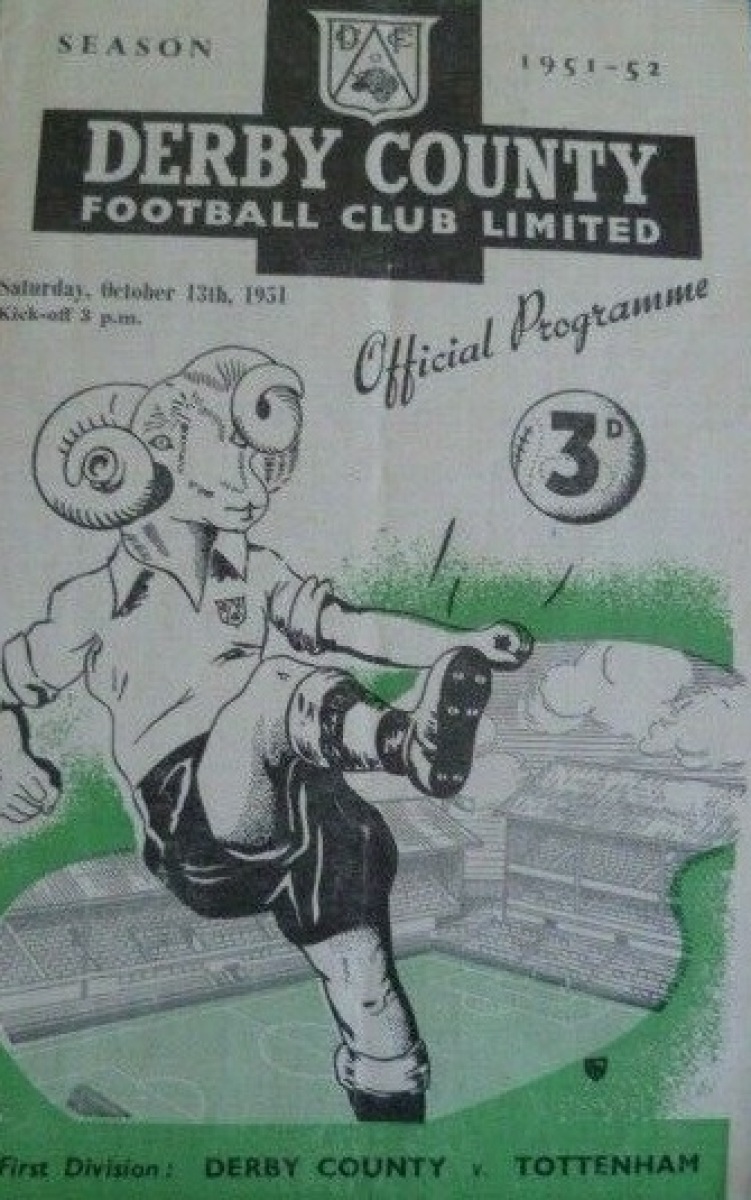 SEASON
1951-52
DERBY COUNTY
FOOTBALL CLUB LIMITED
Saturday, October 13th, 1951
Kick-off 3 p.m.
Official Programme
3D
First Division: DERBY COUNTY v. TOTTENHAM